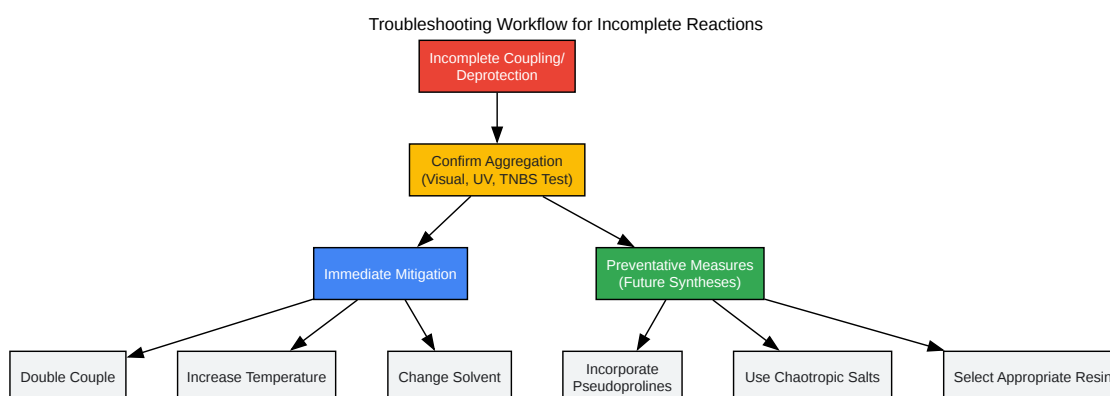 Troubleshooting Workflow for Incomplete Reactions
Incomplete Coupling/
Deprotection
Confirm Aggregation
(Visual, UV, TNBS Test)
Immediate Mitigation
Preventative Measures
(Future Syntheses)
Double Couple
Increase Temperature
Change Solvent
Incorporate
Pseudoprolines
Use Chaotropic Salts
Select Appropriate Resin